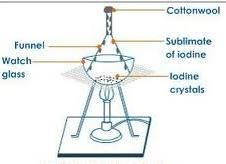 Cottonwool
Funnel
Sublimate
of iodine
Watch
glass
Iodine
crystals